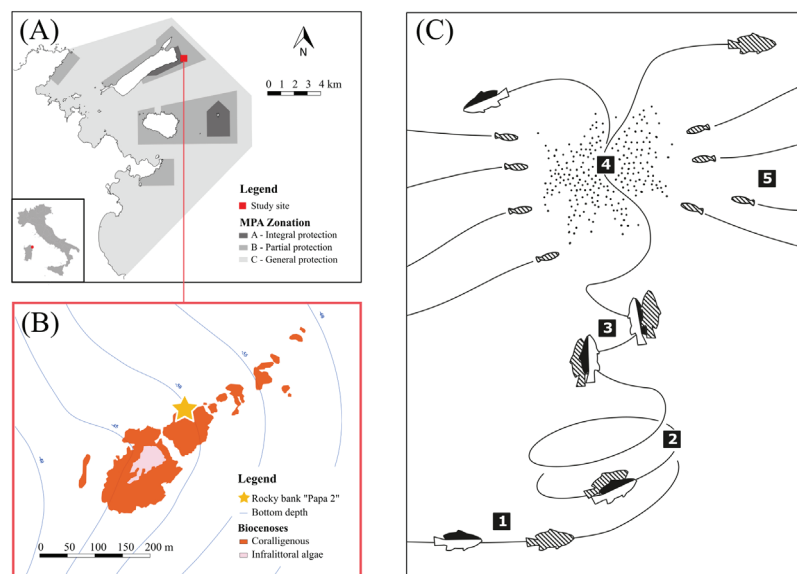 (A)
N
0 1 2 3 4 km
Legend
Study site
MPA Zonation
A - Integral protection
B - Partial protection
C - General protection
(B)
Legend
Rocky bank "Papa 2"
Bottom depth
Biocenoses
Coralligenous
Infralittoral algae
0 50 100 150 200 m
(C)
4
5
3
2
1